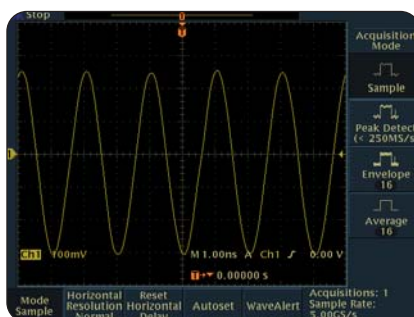 Stop
Acquisition
Mode
Sample
Peak Detect
(< 250MS/s
Envelope
16
Average
16
Ch1 100mV
M 1.00ns A Ch1 0.00 V
0.00000 s
Mode
Sample
Horizontal
Resolution
Normal
Reset
Horizontal
Delay
Autoset
WaveAlert
Acquisitions: 1
Sample Rate:
5.00GS/s